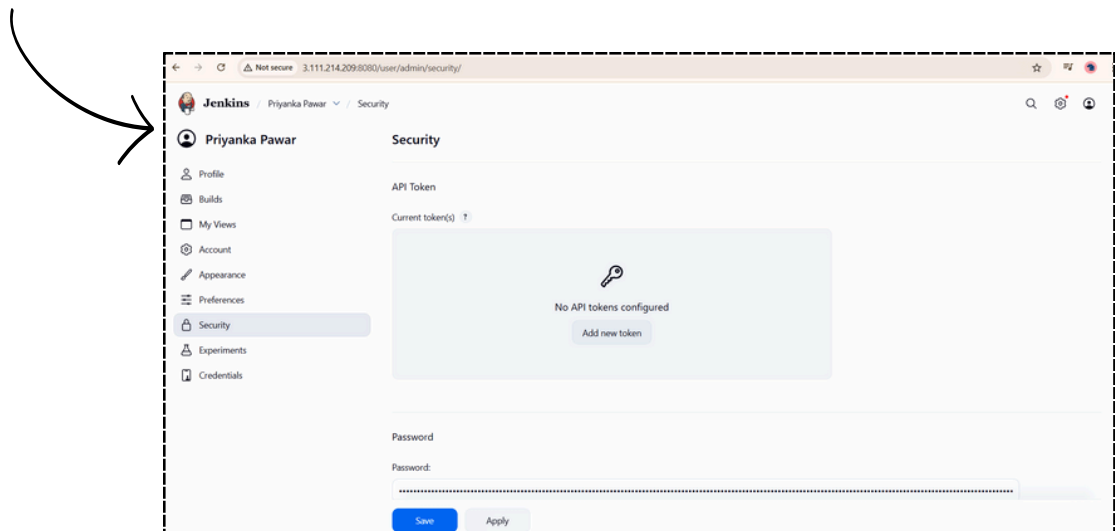 Not secure 3.111.214.209:8080/user/admin/security/
Jenkins / Priyanka Pawar / Security
Priyanka Pawar
Profile
Builds
My Views
Account
Appearance
Preferences
Security
Experiments
Credentials
Security
API Token
Current token(s) ?
No API tokens configured
Add new token
Password
Password:
Save
Apply